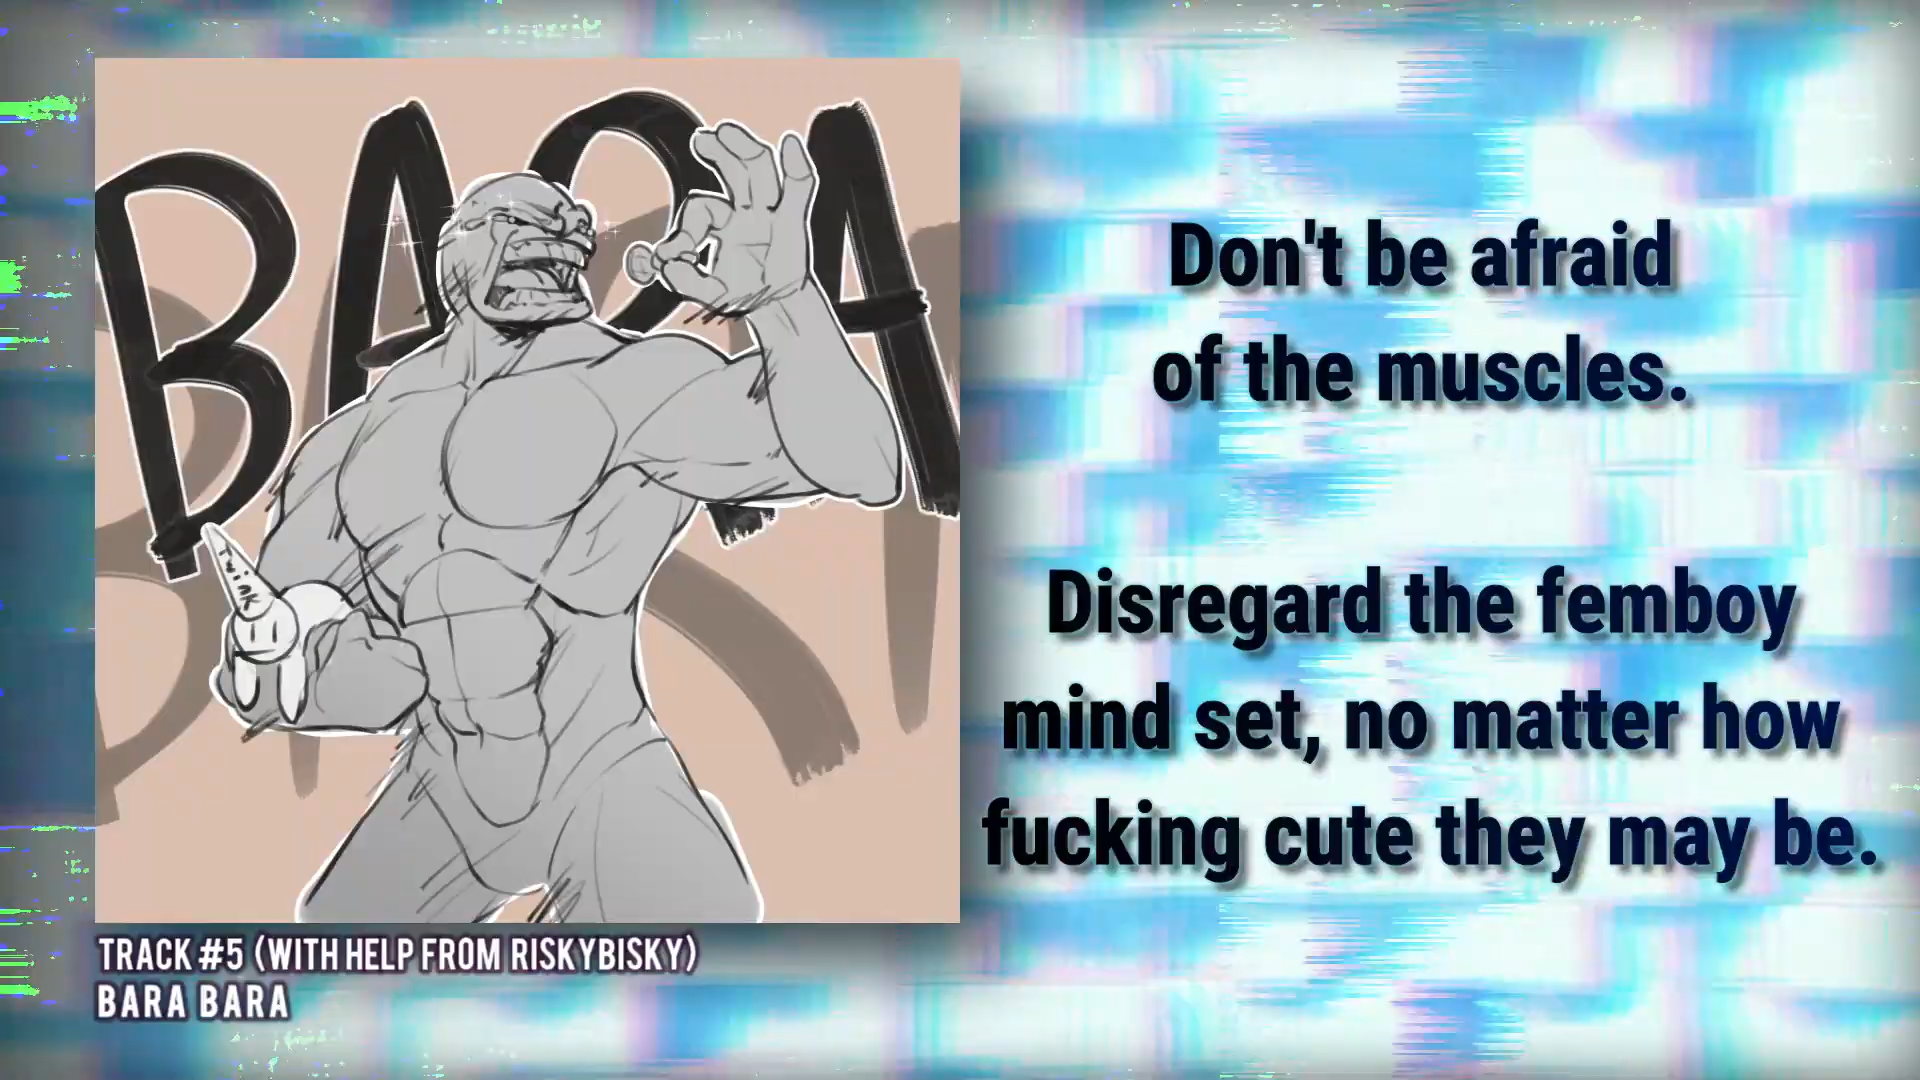 BARA
Twink
Don't be afraid
of the muscles.
Disregard the femboy
mind set, no matter how
fucking cute they may be.
TRACK #5 (WITH HELP FROM RISKYBISKY)
BARA BARA